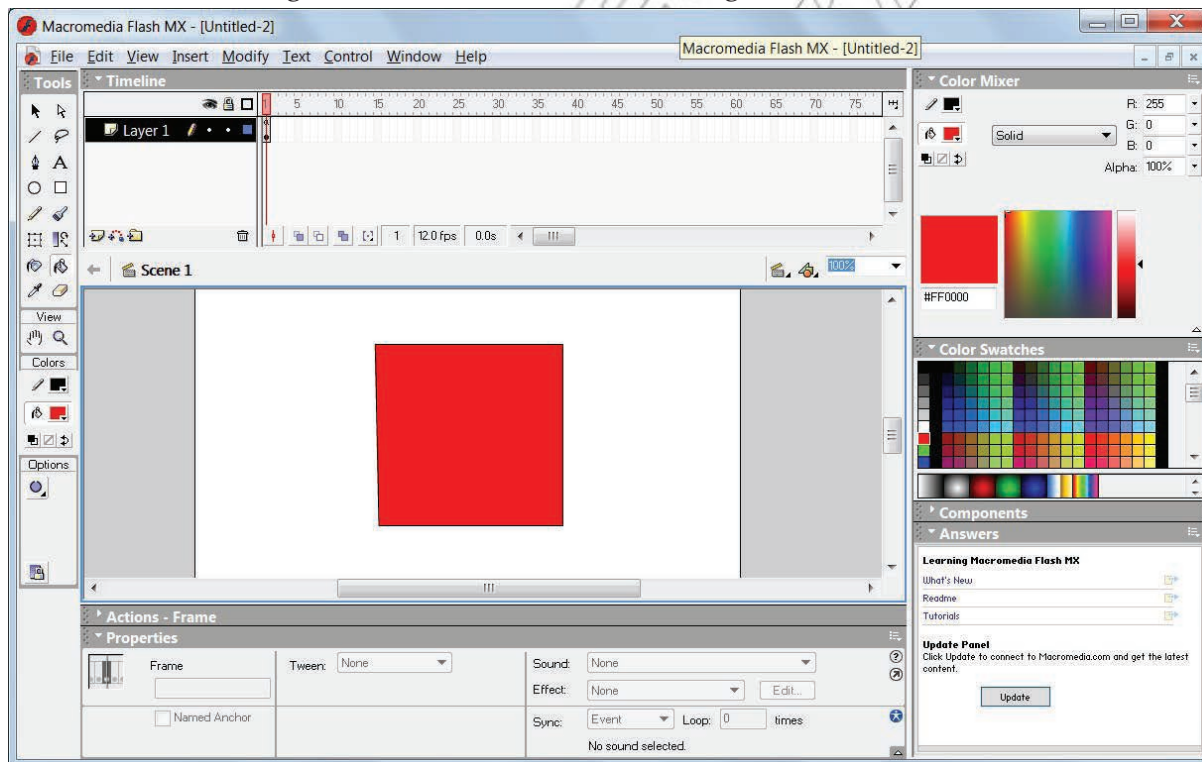 Macromedia Flash MX - [Untitled-2]
Macromedia Flash MX - [Untitled-2]
File Edit View Insert Modify Text Control Window Help
Tools
Timeline
1 5 10 15 20 25 30 35 40 45 50 55 60 65 70 75
Layer 1
1 12.0 fps 0.0s
Scene 1
100%
View
Colors
Options
Color Mixer
R: 255
Solid
G: 0
B: 0
Alpha: 100%
#FF0000
Color Swatches
Components
Answers
Learning Macromedia Flash MX
What's New
Readme
Tutorials
Update Panel
Click Update to connect to Macromedia.com and get the latest
content.
Update
Actions - Frame
Properties
Frame
Tween: None
Sound: None
Effect: None Edit...
Named Anchor
Sync: Event Loop: 0 times
No sound selected.